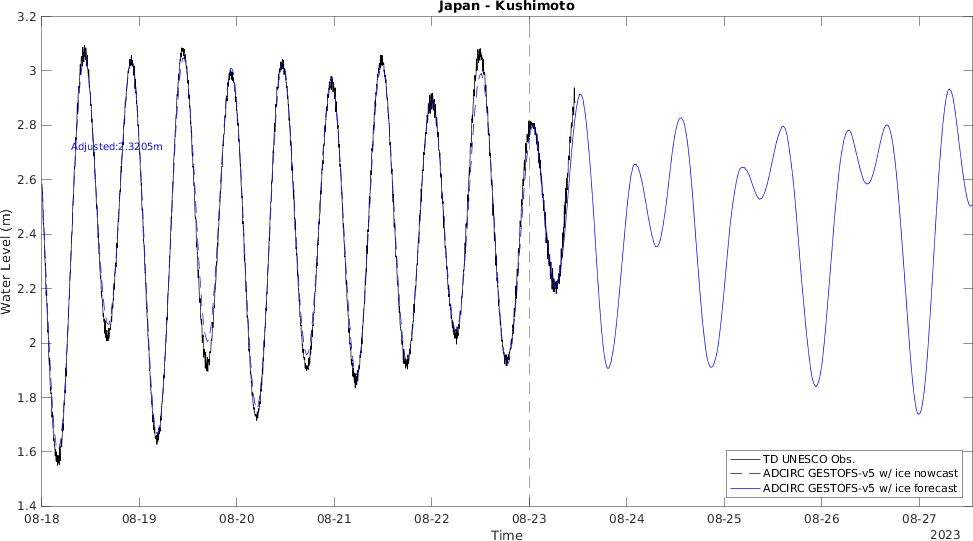 Japan - Kushimoto
3.2
3
2.8
2.6
2.4
2.2
2
1.8
1.6
1.4
Water Level (m)
Adjusted:2.3205m
TD UNESCO Obs.
ADCIRC GESTOFS-v5 w/ ice nowcast
ADCIRC GESTOFS-v5 w/ ice forecast
08-18 08-19 08-20 08-21 08-22 08-23 08-24 08-25 08-26 08-27
Time
2023